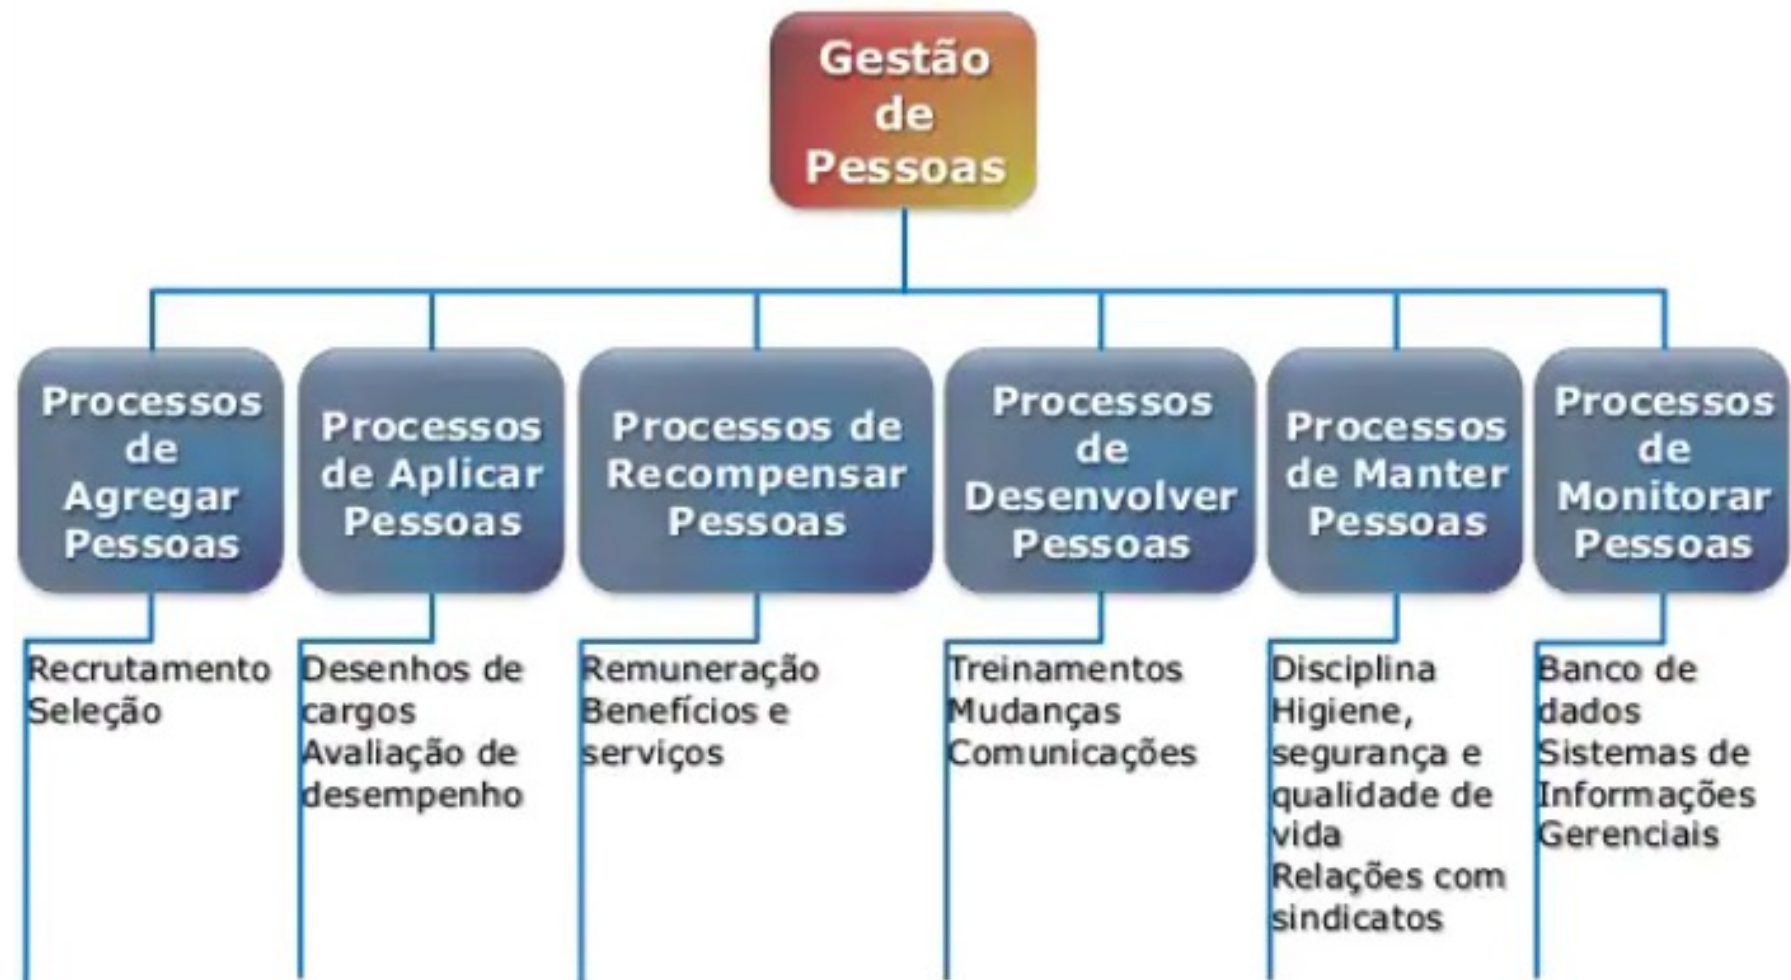 Gestão
de
Pessoas
Processos
de
Agregar
Pessoas
Processos
de Aplicar
Pessoas
Processos de
Recompensar
Pessoas
Processos
de
Desenvolver
Pessoas
Processos
de Manter
Pessoas
Processos
de
Monitorar
Pessoas
Recrutamento
Seleção
Desenhos de
cargos
Avaliação de
desempenho
Remuneração
Benefícios e
serviços
Treinamentos
Mudanças
Comunicações
Disciplina
Higiene,
segurança e
qualidade de
vida
Relações com
sindicatos
Banco de
dados
Sistemas de
Informações
Gerenciais